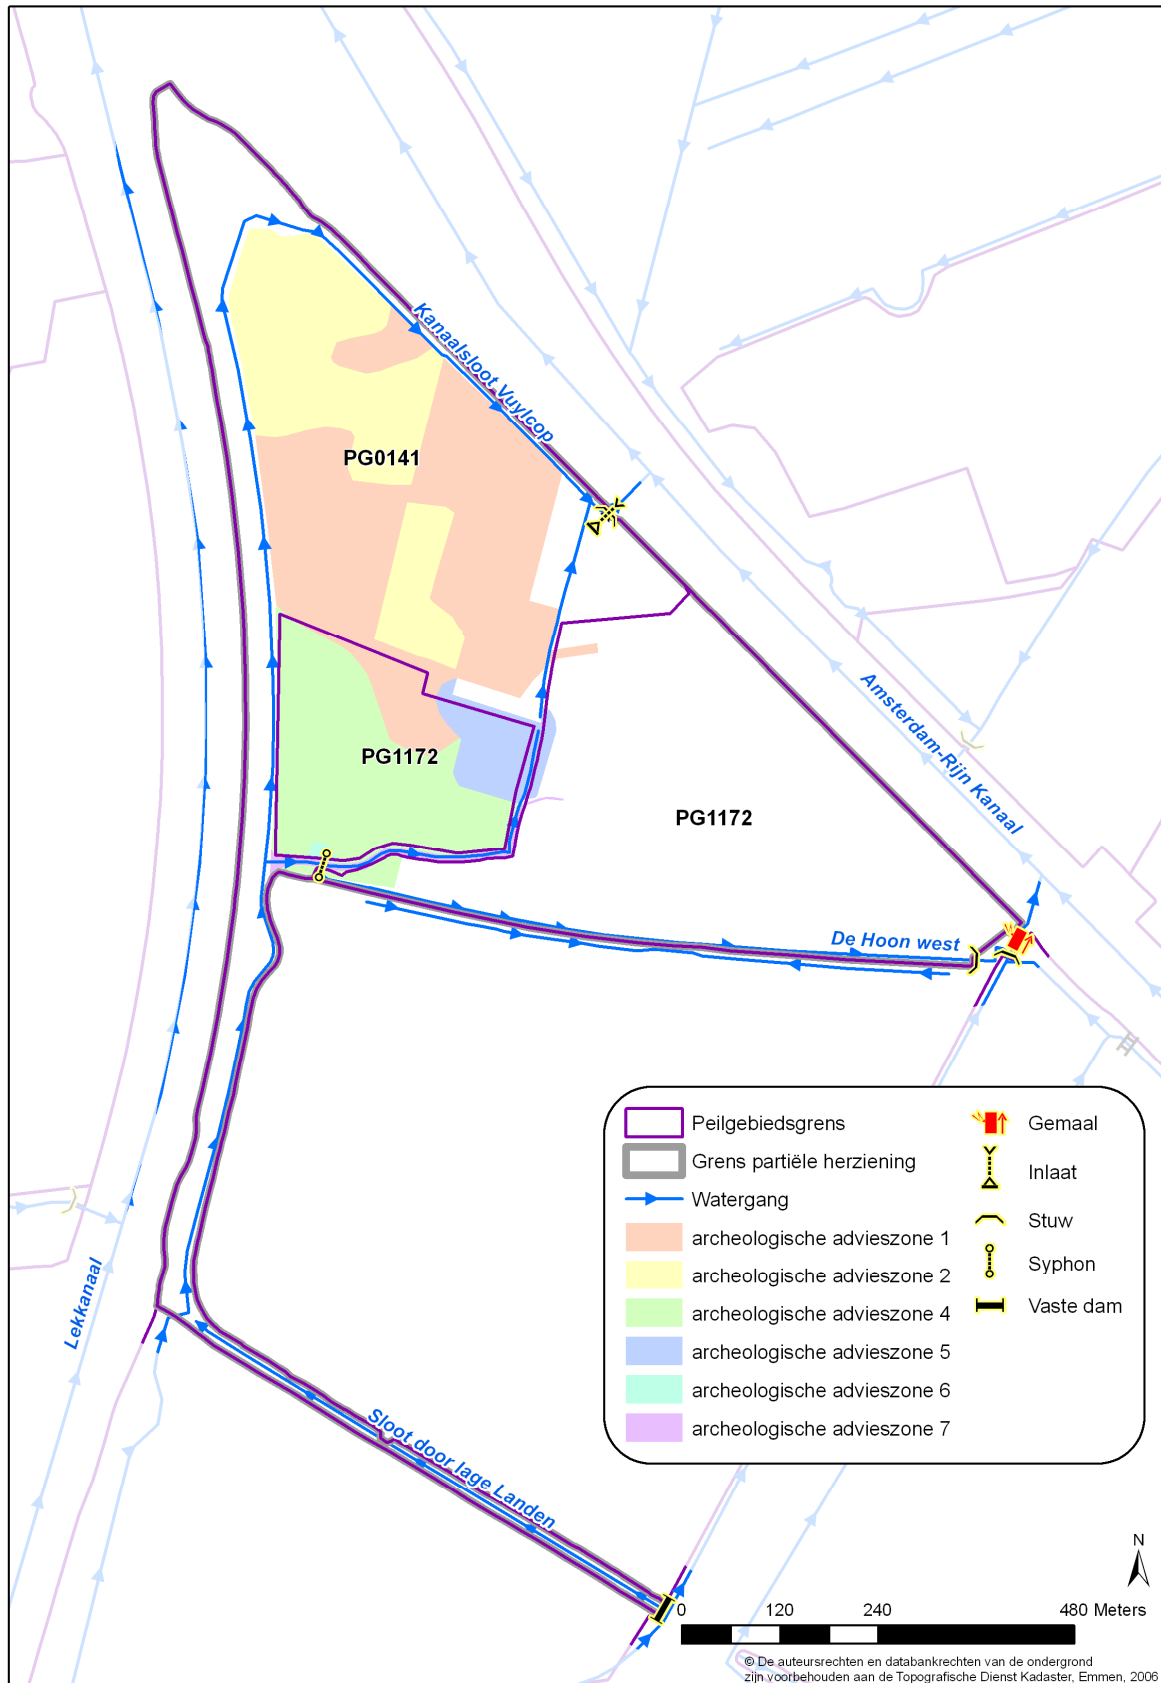 Kanaalsloot Vuylcop
PG0141
PG1172
PG1172
Amsterdam-Rijn Kanaal
De Hoon west
Lekkanaal
Sloot door lage Landen
Peilgebiedsgrens
Grens partiële herziening
Watergang
archeologische advieszone 1
archeologische advieszone 2
archeologische advieszone 4
archeologische advieszone 5
archeologische advieszone 6
archeologische advieszone 7
Gemaal
Inlaat
Stuw
Syphon
Vaste dam
N
0 120 240 480 Meters
© De auteursrechten en databankrechten van de ondergrond
zijn voorbehouden aan de Topografische Dienst Kadaster, Emmen, 2006